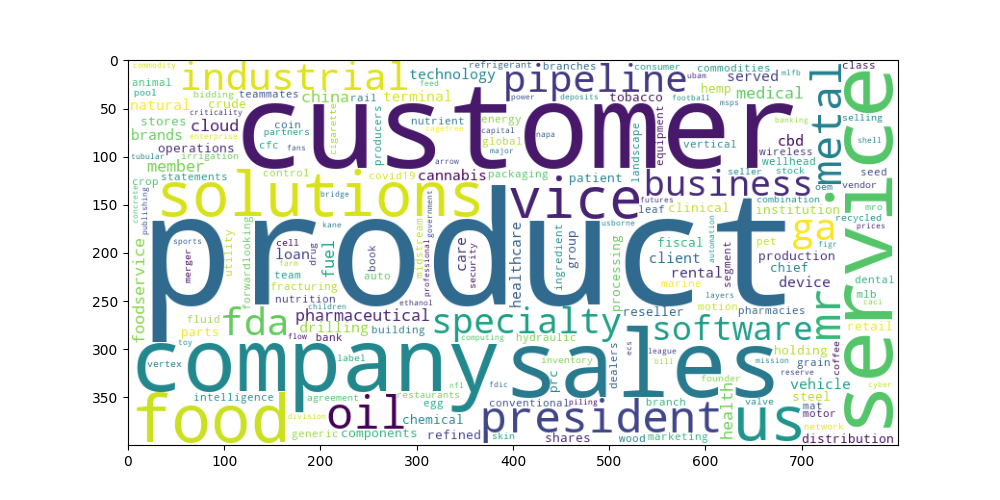 0
50
100
150
200
250
300
350
0 100 200 300 400 500 600 700
commodity
refrigerant branches consumer commodities class
animal industrial technology pipeline ubam served mlfb
pool bidding teammates china rail terminal feed power deposits tobacco football hemp medical metal
natural crude criticality msps banking selling
stores cloud coin customer energy
brands enterprise partners cigarette producers nutrient cagefree capital global napa landscape equipment vertical cbd shell
operations cfc fans major wireless
tubular irrigation arrow wellhead
member control covid19 cannabis packaging patient seller stock seed
crop statements business oem vendor
concrete publishing solutions bridge vice futures leaf clinical combination institution mro service
recycled
usborne ga prices
sports cell government automation figr
utility forwardlooking loan drug fuel book midstream care security healthcare ingredient group processing fiscal pet production
merger farm client segment chief
team auto professional product rental device
foodservice fracturing marine dental
nutrition layers mlb
children ethanol motion pharmacies caci
fluid fda pharmaceutical specialty reseller software mr
parts drilling building retail
toy flow bank computing hydraulic
company label inventory prc dealers ecs league sales mission holding coffee
vertex bill reserve grain
nfl fdic founder vehicle cyber
intelligence agreement restaurants valve steel
food oil egg conventional piling branch health us mat
division chemical president motor
network
generic components refined skin shares wood marketing distribution